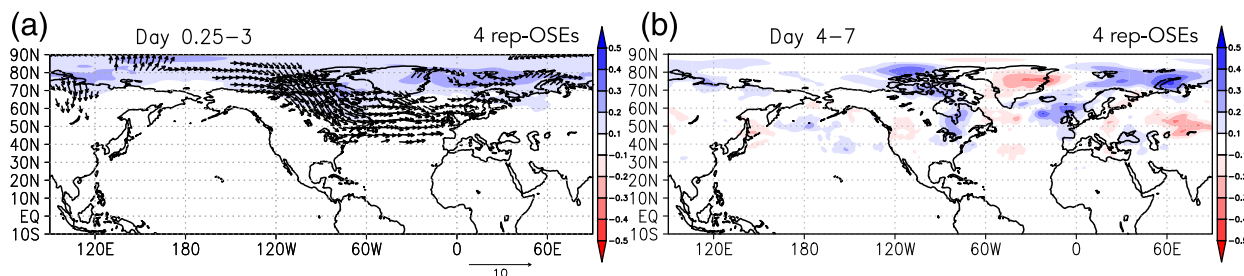 (a) Day 0.25-3 4 rep-OSEs
90N
80N
70N
60N
50N
40N
30N
20N
10N
EQ
10S
120E 180 120W 60W 0 60E
10
0.5
0.4
0.3
0.2
0.1
-0.1
-0.2
-0.3
-0.4
-0.5
(b) Day 4-7 4 rep-OSEs
90N
80N
70N
60N
50N
40N
30N
20N
10N
EQ
10S
120E 180 120W 60W 0 60E
0.5
0.4
0.3
0.2
0.1
-0.1
-0.2
-0.3
-0.4
-0.5